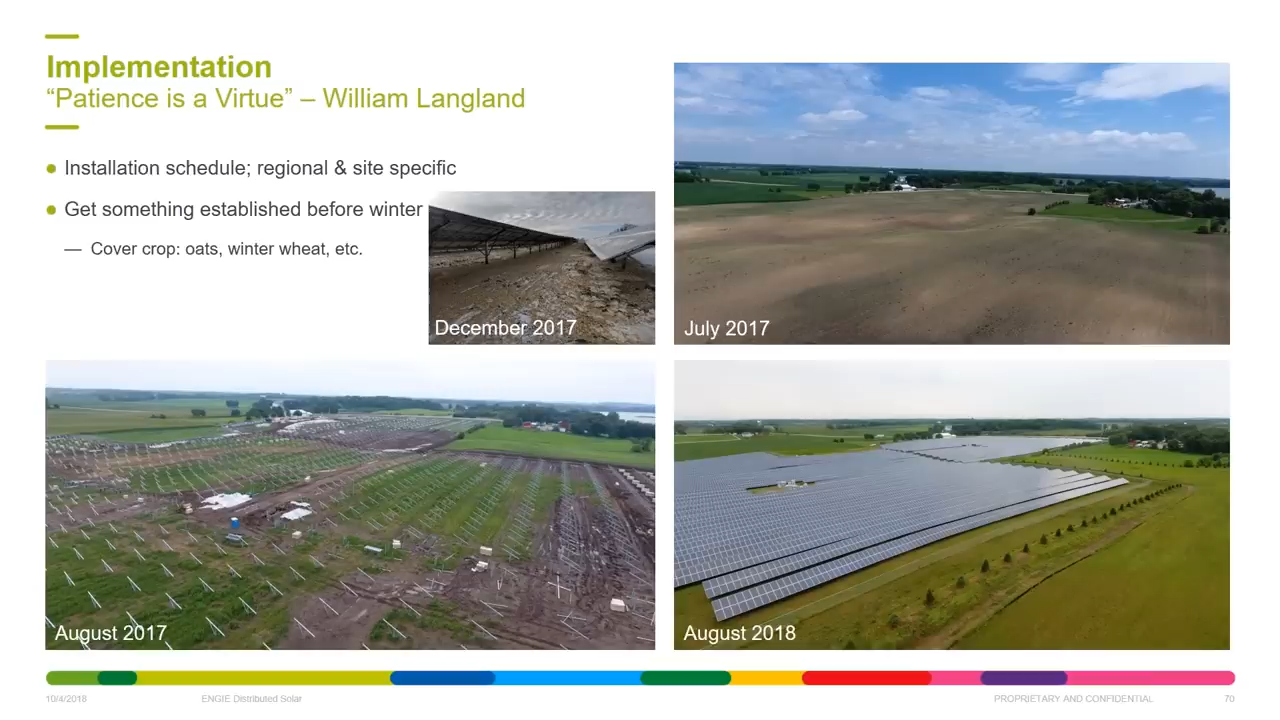 Implementation
“Patience is a Virtue” – William Langland
Installation schedule; regional & site specific
Get something established before winter
— Cover crop: oats, winter wheat, etc.
December 2017
July 2017
August 2017
August 2018
10/4/2018
ENGIE Distributed Solar
PROPRIETARY AND CONFIDENTIAL
70